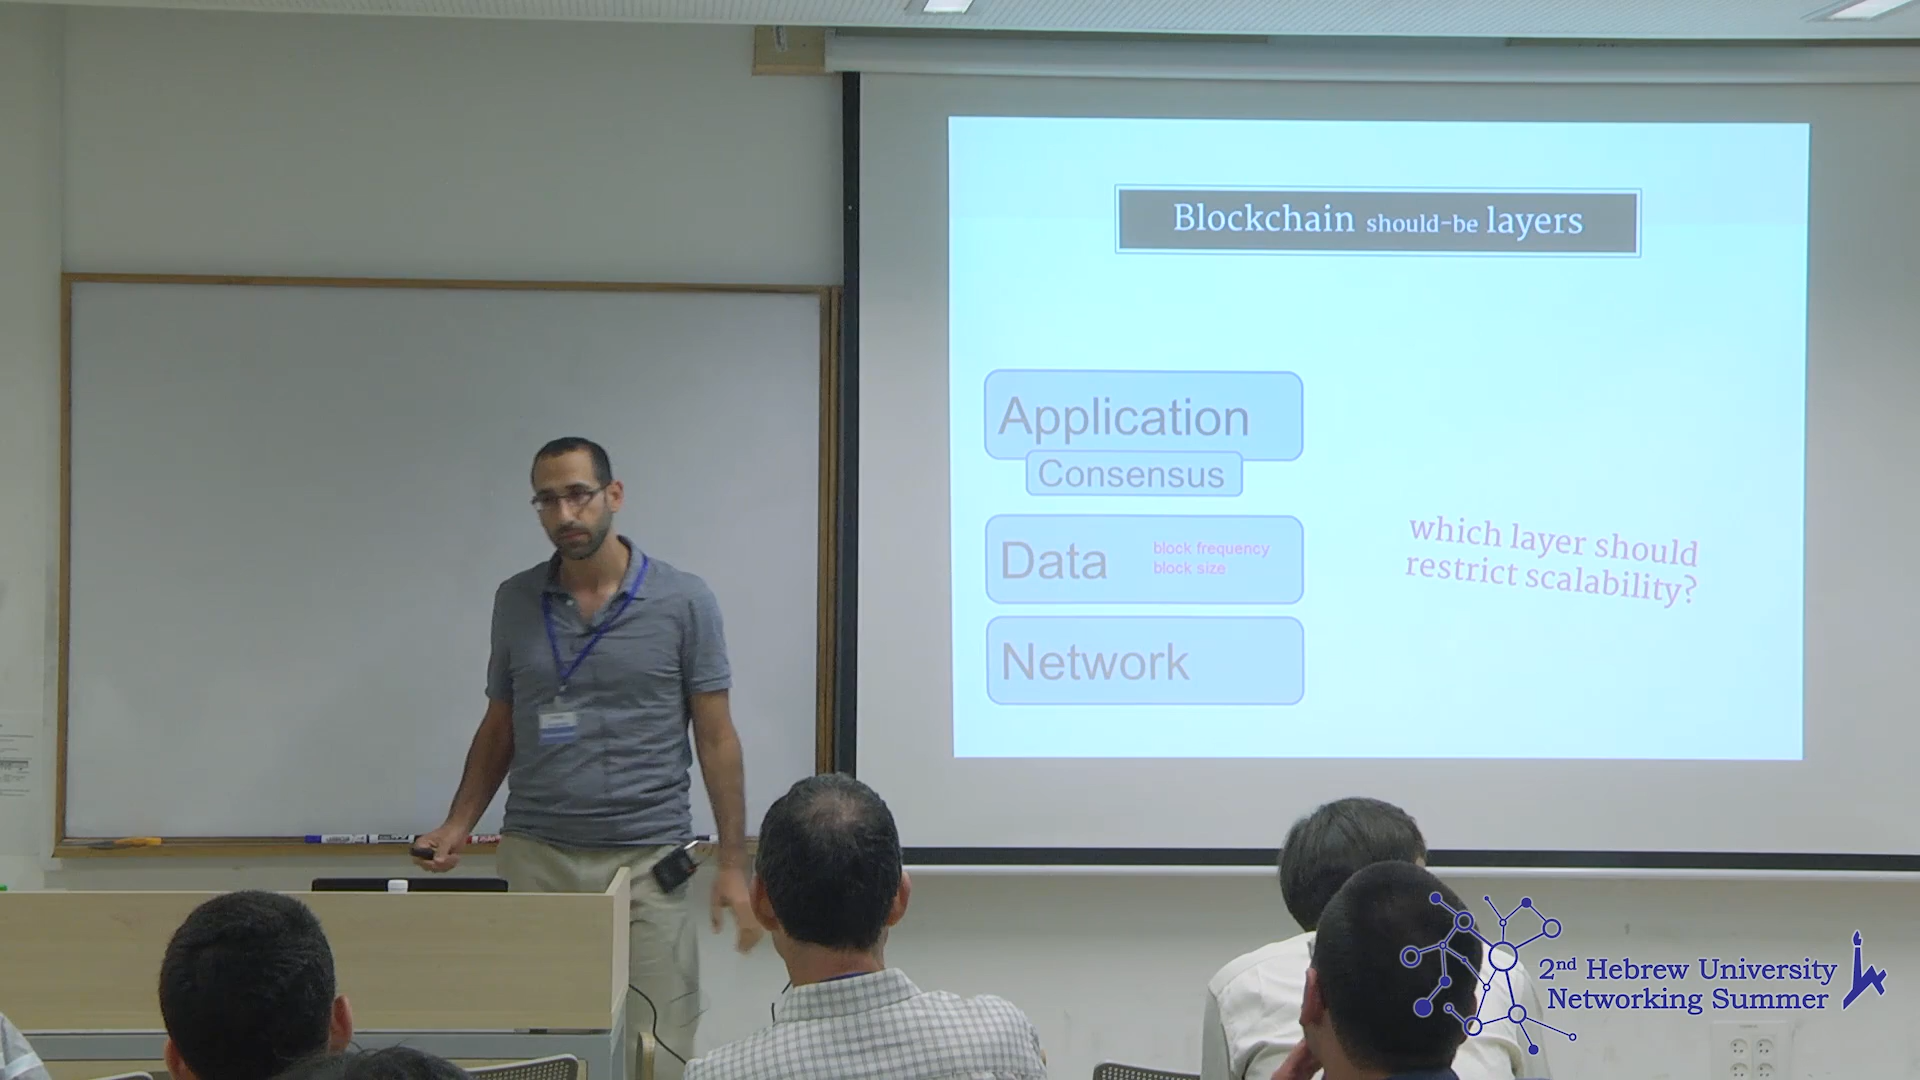 Blockchain should-be layers
Application
Consensus
Data
block frequency
block size
Network
which layer should
restrict scalability?
2nd Hebrew University
Networking Summer